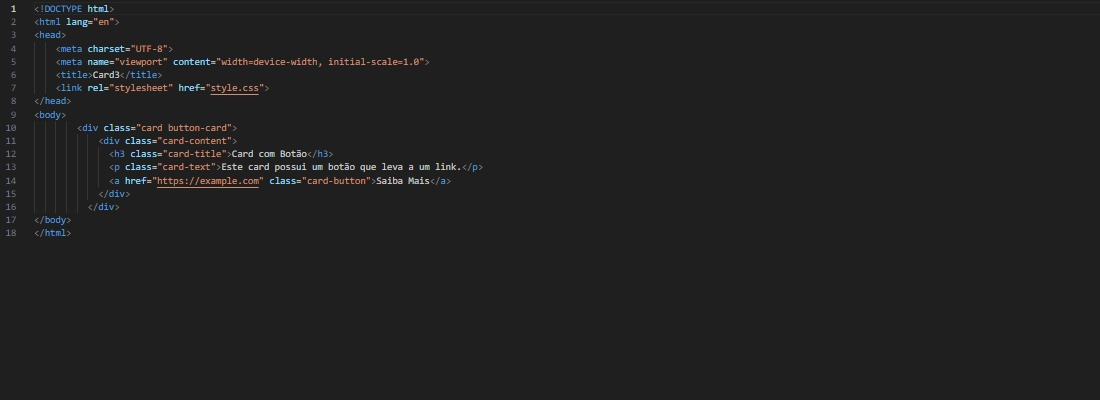 1 <!DOCTYPE html>
2 <html lang="en">
3 <head>
4 <meta charset="UTF-8">
5 <meta name="viewport" content="width=device-width, initial-scale=1.0">
6 <title>Card3</title>
7 <link rel="stylesheet" href="style.css">
8 </head>
9 <body>
10 <div class="card button-card">
11 <div class="card-content">
12 <h3 class="card-title">Card com Botão</h3>
13 <p class="card-text">Este card possui um botão que leva a um link.</p>
14 <a href="https://example.com" class="card-button">Saiba Mais</a>
15 </div>
16 </div>
17 </body>
18 </html>